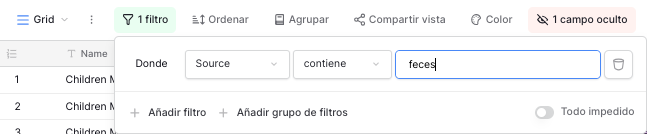 Grid 1 filtro Ordenar Agrupar Compartir vista Color 1 campo oculto
Name
Donde Source contiene feces
1 Children M
2 Children M
Añadir filtro Añadir grupo de filtros Todo impedido
3 Children M